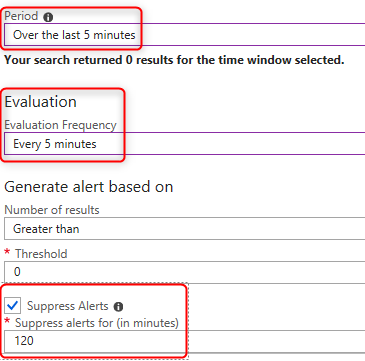 Period
Over the last 5 minutes
Your search returned 0 results for the time window selected.
Evaluation
Evaluation Frequency
Every 5 minutes
Generate alert based on
Number of results
Greater than
* Threshold
0
Suppress Alerts
* Suppress alerts for (in minutes)
120